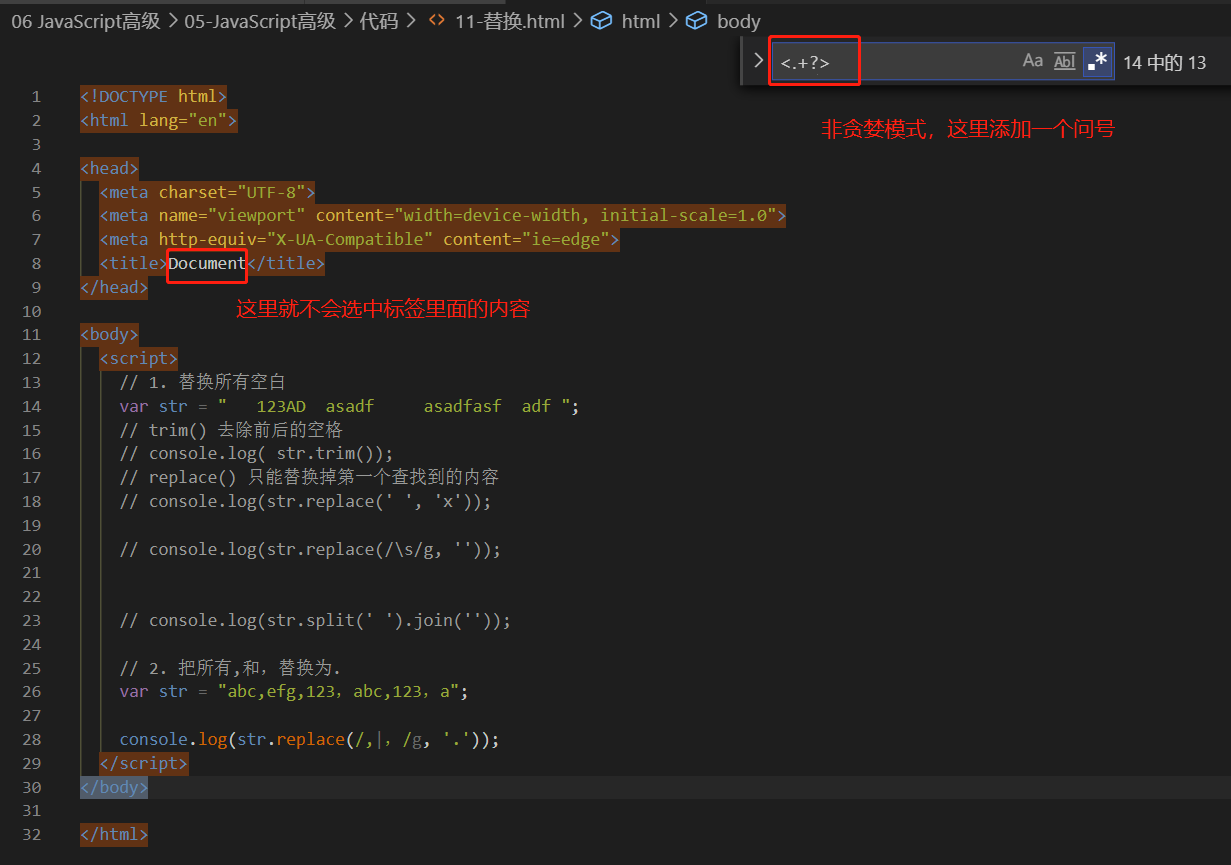 06 JavaScript高级 > 05-JavaScript高级 > 代码 > <> 11-替换.html > html > body
> <.+?> Aa Abl .* 14 中的 13
非贪婪模式，这里添加一个问号
1 <!DOCTYPE html>
2 <html lang="en">
3
4 <head>
5   <meta charset="UTF-8">
6   <meta name="viewport" content="width=device-width, initial-scale=1.0">
7   <meta http-equiv="X-UA-Compatible" content="ie=edge">
8   <title>Document</title>
9 </head>
这里就不会选中标签里面的内容
10
11 <body>
12   <script>
13     // 1. 替换所有空白
14     var str = "   123AD  asadf     asadfasf  adf ";
15     // trim() 去除前后的空格
16     // console.log( str.trim());
17     // replace() 只能替换掉第一个查找到的内容
18     // console.log(str.replace(' ', 'x'));
19
20     // console.log(str.replace(/\s/g, ''));
21
22
23     // console.log(str.split(' ').join(''));
24
25     // 2. 把所有,和，替换为.
26     var str = "abc,efg,123，abc,123，a";
27
28     console.log(str.replace(/,|，/g, '.'));
29   </script>
30 </body>
31
32 </html>